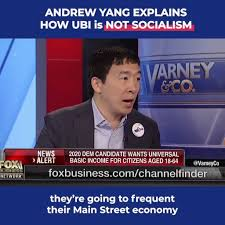 ANDREW YANG EXPLAINS
HOW UBI is NOT SOCIALISM
VARNEY
& CO.
NEWS
ALERT
2020 DEM CANDIDATE WANTS UNIVERSAL
BASIC INCOME FOR CITIZENS AGED 18-64
@VarneyCo
FOX
BUSINESS
NETWORK
foxbusiness.com/channelfinder
they're going to frequent
their Main Street economy